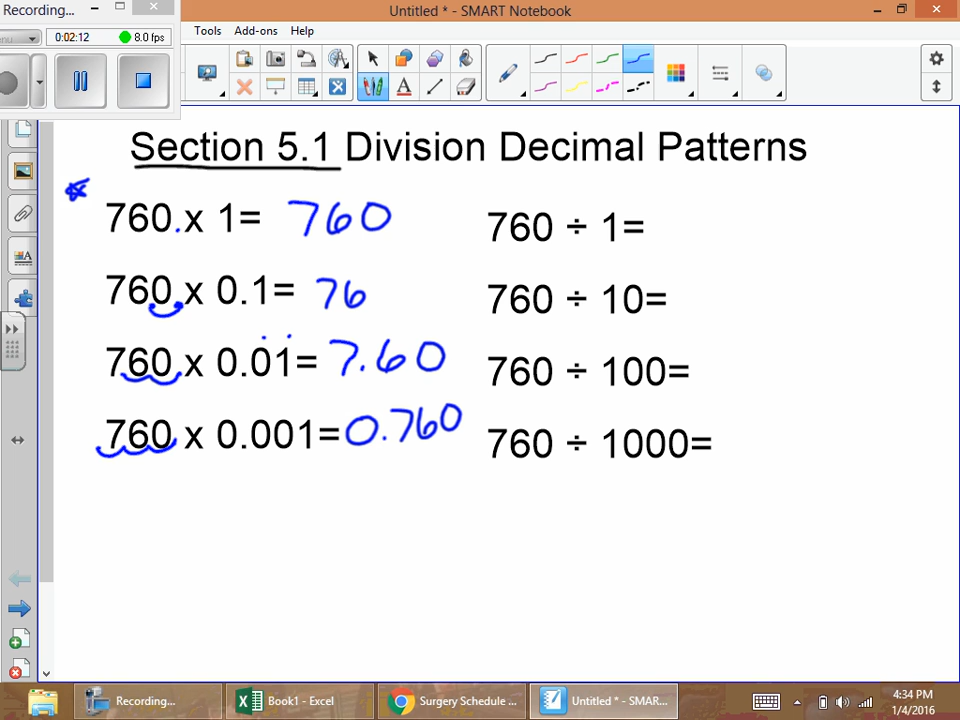 Recording...
Untitled * - SMART Notebook
enu
0:02:12
8.0 fps
Tools
Add-ons
Help
A
Section 5.1 Division Decimal Patterns
760.x 1= 760
760 ÷ 1=
760.x 0.1= 76
760 ÷ 10=
760 x 0.01= 7.60
760 ÷ 100=
760 x 0.001= 0.760
760 ÷ 1000=
Recording...
Book1 - Excel
Surgery Schedule ...
Untitled * - SMAR...
4:34 PM
1/4/2016